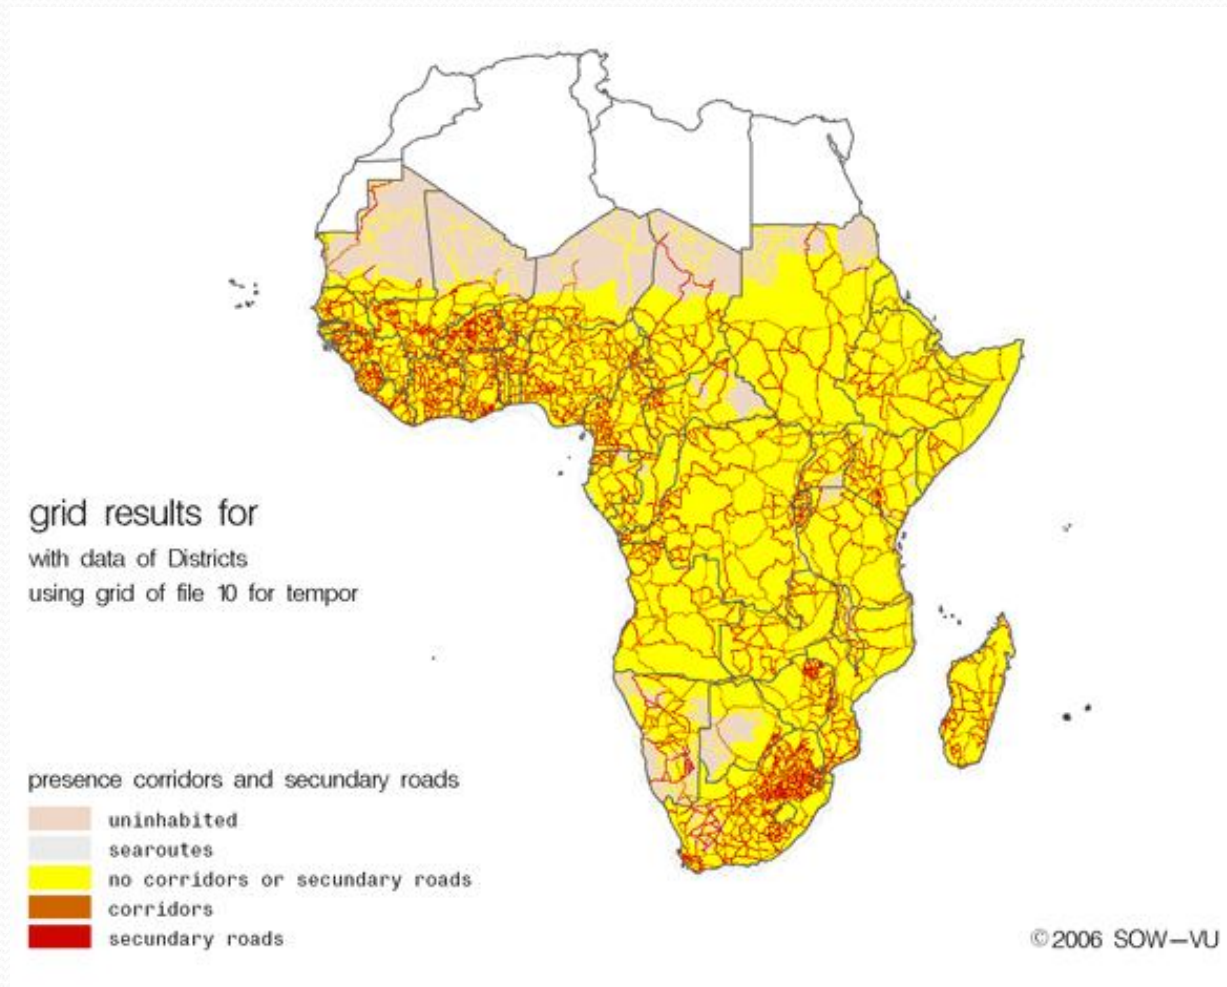 grid results for
with data of Districts
using grid of file 10 for tempor
presence corridors and secundary roads
uninhabited
searoutes
no corridors or secundary roads
corridors
secundary roads
©2006 SOW-VU